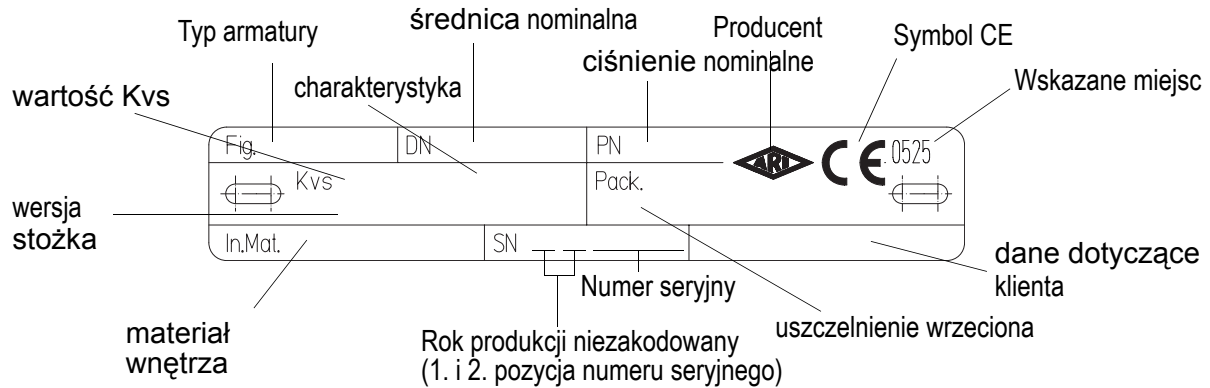 średnica nominalna
Typ armatury
Producent
Symbol CE
ciśnienie nominalne
wartość Kvs
charakterystyka
Wskazane miejsc
Fig.
DN
PN
ARI
CE
.0525
Kvs
Pack.
wersja
stożka
In.Mat.
SN
dane dotyczące
klienta
Numer seryjny
materiał
wnętrza
Rok produkcji niezakodowany
(1. i 2. pozycja numeru seryjnego)
uszczelnienie wrzeciona